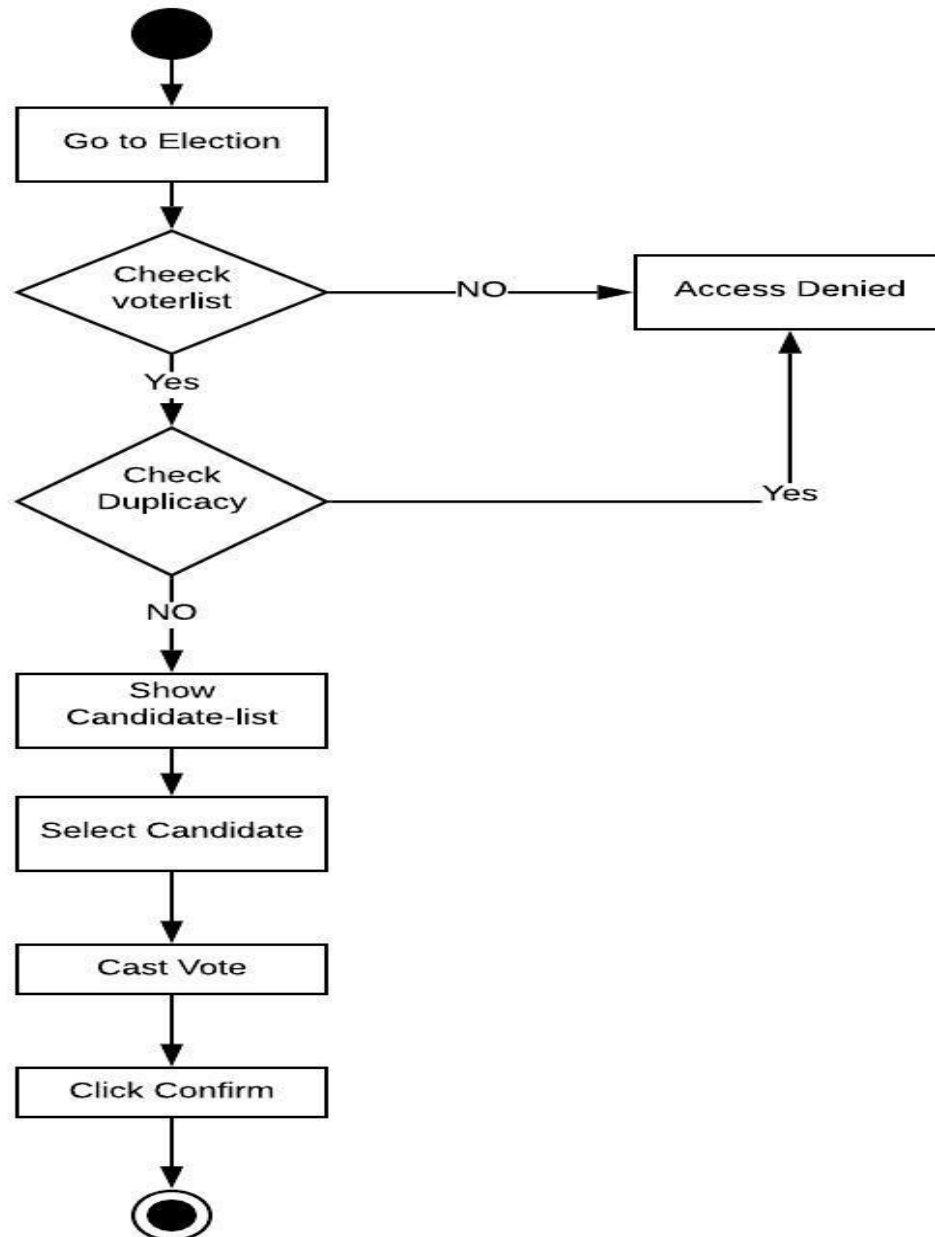 Go to Election
Cheeck
voterlist
NO
Access Denied
Yes
Check
Duplicacy
Yes
NO
Show
Candidate-list
Select Candidate
Cast Vote
Click Confirm